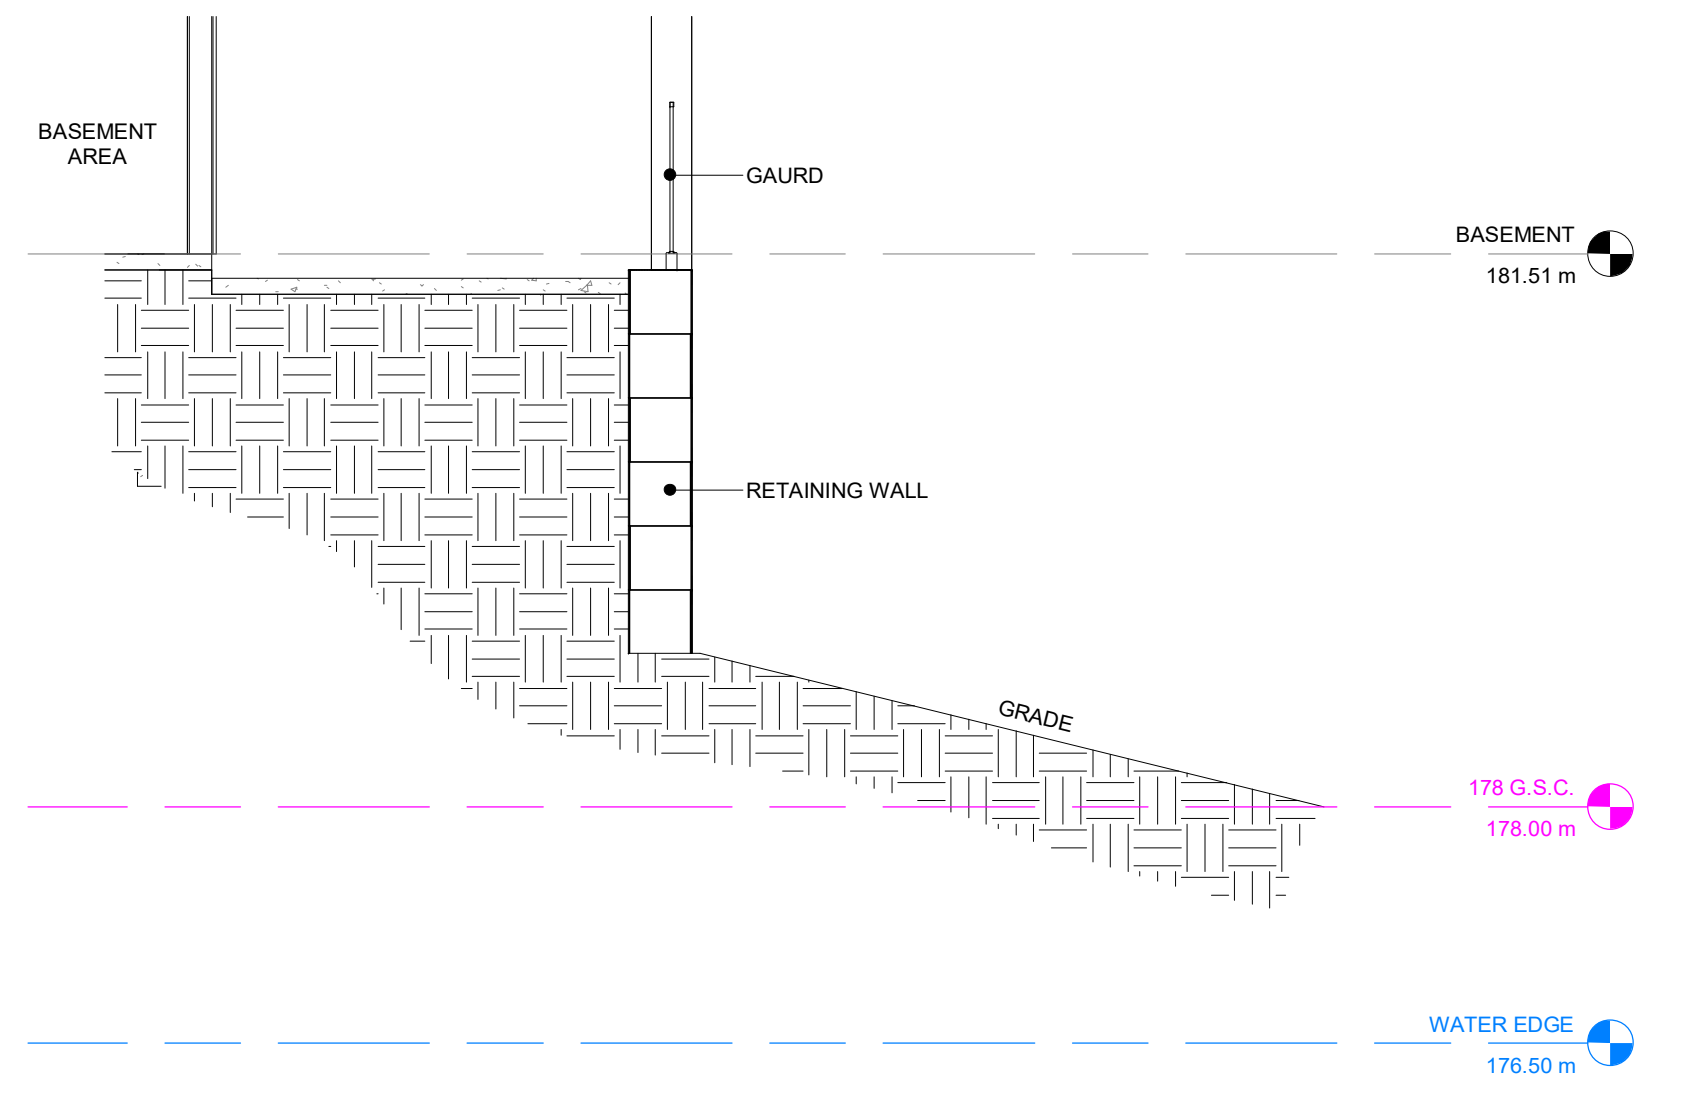 BASEMENT
AREA
GAURD
BASEMENT
181.51 m
RETAINING WALL
GRADE
178 G.S.C.
178.00 m
WATER EDGE
176.50 m